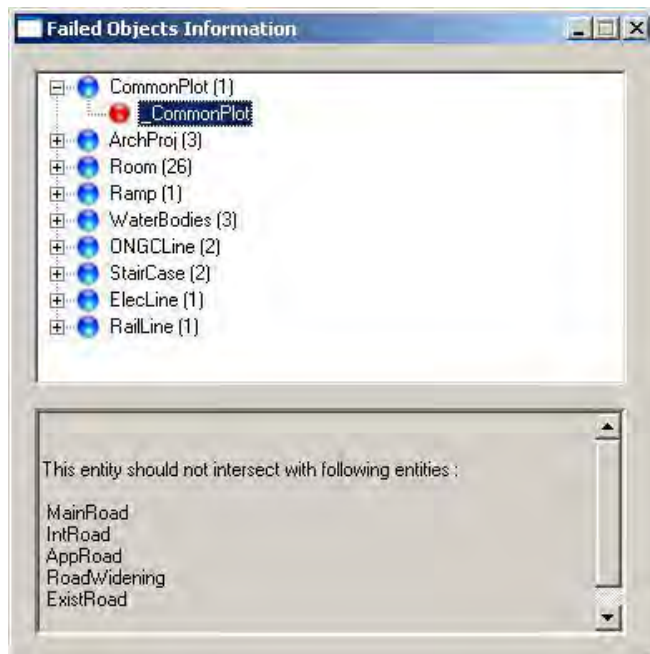 Failed Objects Information
CommonPlot (1)
_CommonPlot
ArchProj (3)
Room (26)
Ramp (1)
WaterBodies (3)
ONGCLine (2)
StairCase (2)
ElecLine (1)
RailLine (1)
This entity should not intersect with following entities :
MainRoad
IntRoad
AppRoad
RoadWidening
ExistRoad